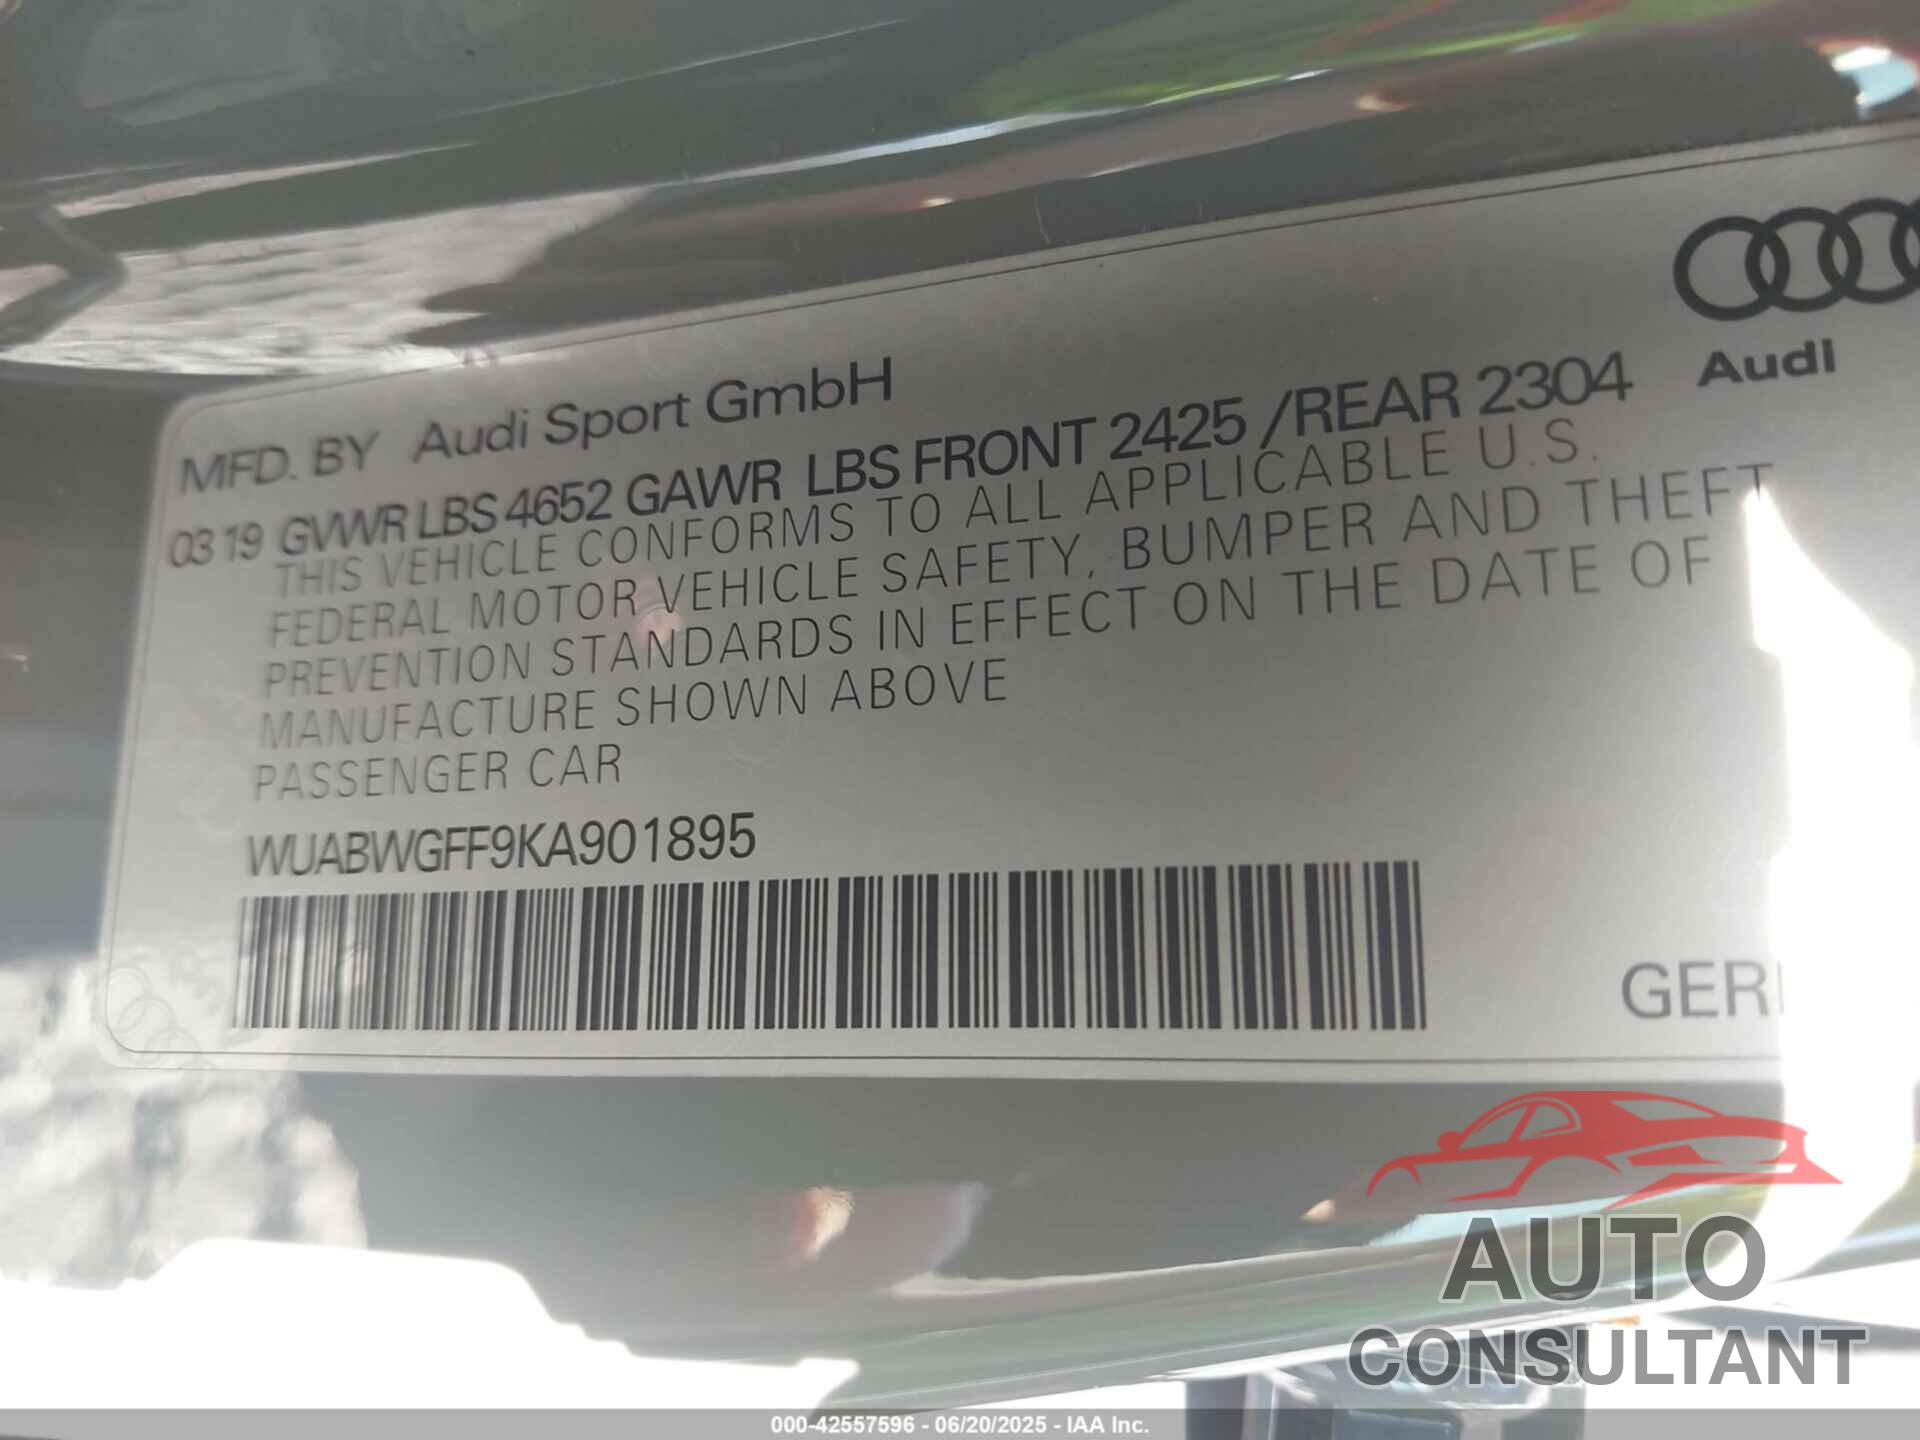 MFD. BY Audi Sport GmbH
03 19 GVWR LBS 4652 GAWR LBS FRONT 2425 /REAR 2304
THIS VEHICLE CONFORMS TO ALL APPLICABLE U.S.
FEDERAL MOTOR VEHICLE SAFETY, BUMPER AND THEFT
PREVENTION STANDARDS IN EFFECT ON THE DATE OF
MANUFACTURE SHOWN ABOVE
PASSENGER CAR
WUABWGFF9KA901895
Audi
AUTO
CONSULTANT
000-42557596 - 06/20/2025 - IAA Inc.